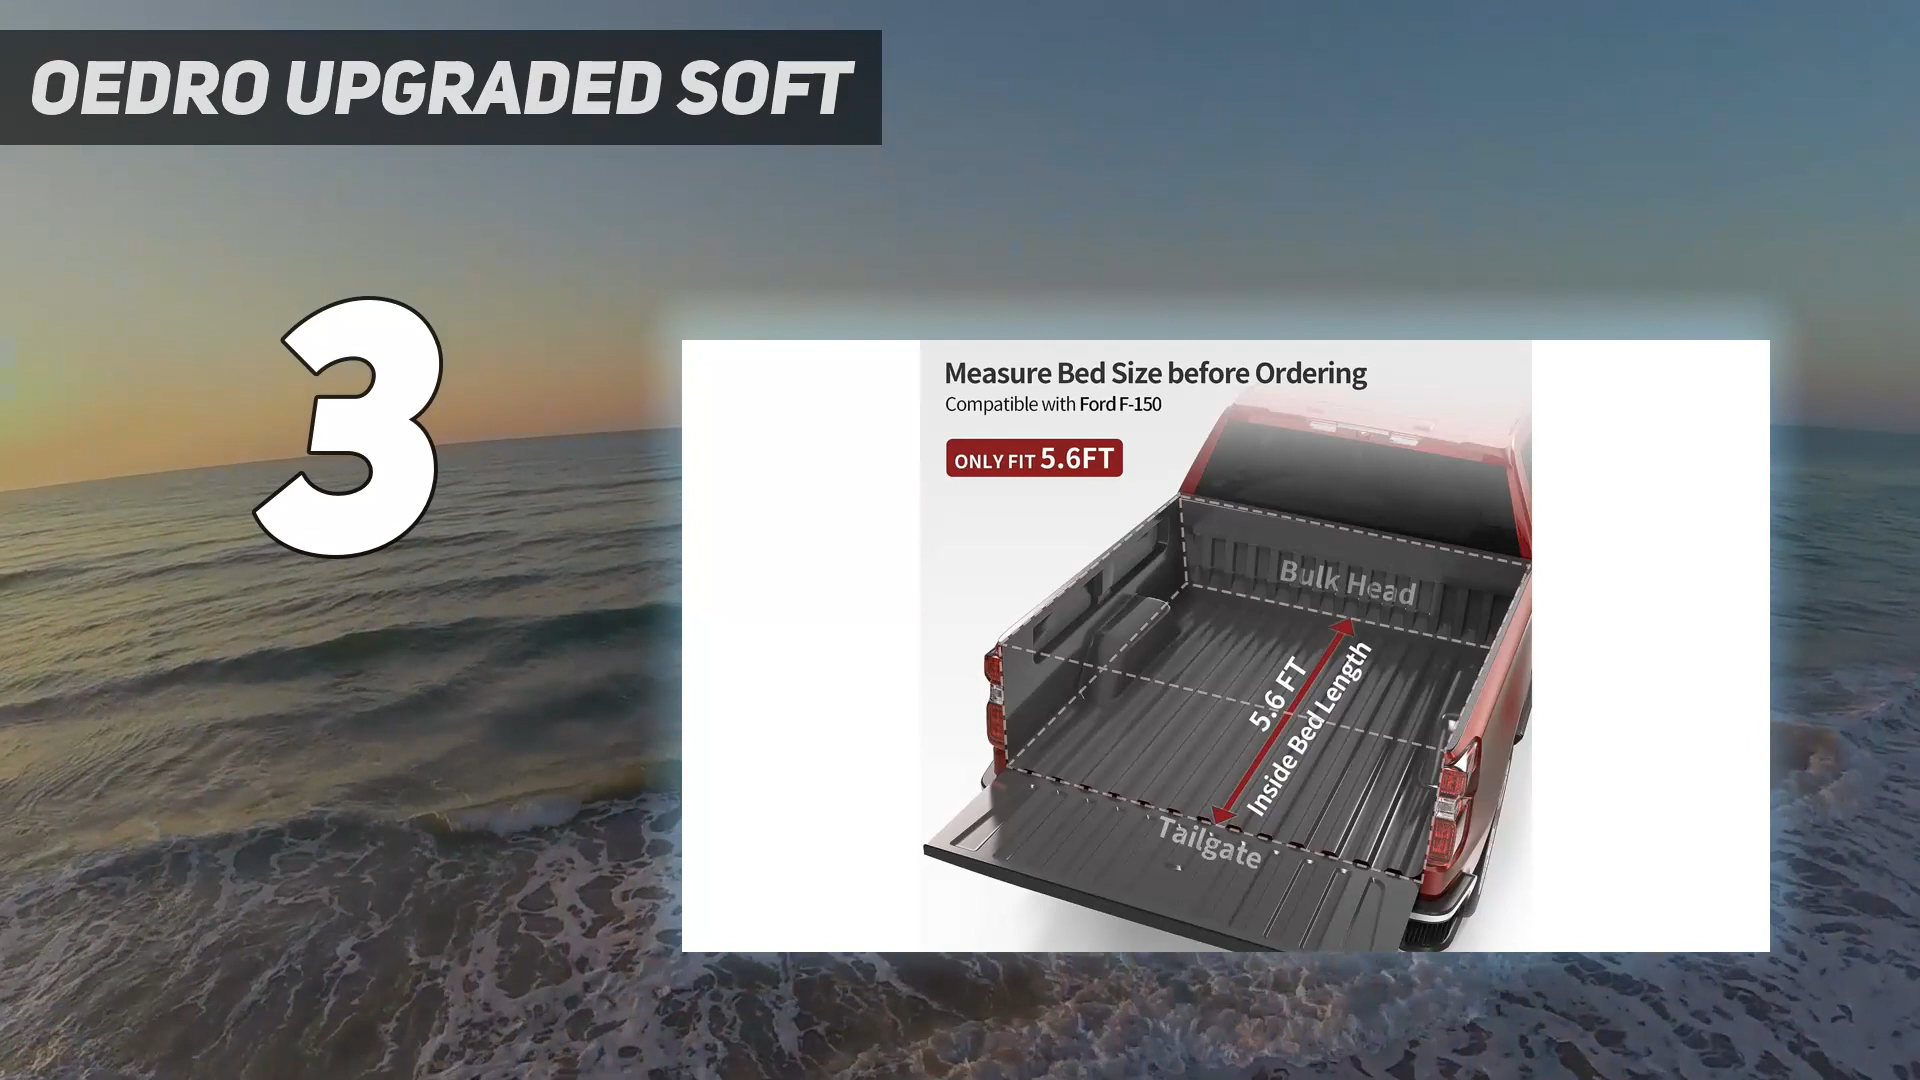 OEDRO UPGRADED SOFT
3
Measure Bed Size before Ordering
Compatible with Ford F-150
ONLY FIT 5.6FT
Bulk Head
5.6 FT
Inside Bed Length
Tailgate